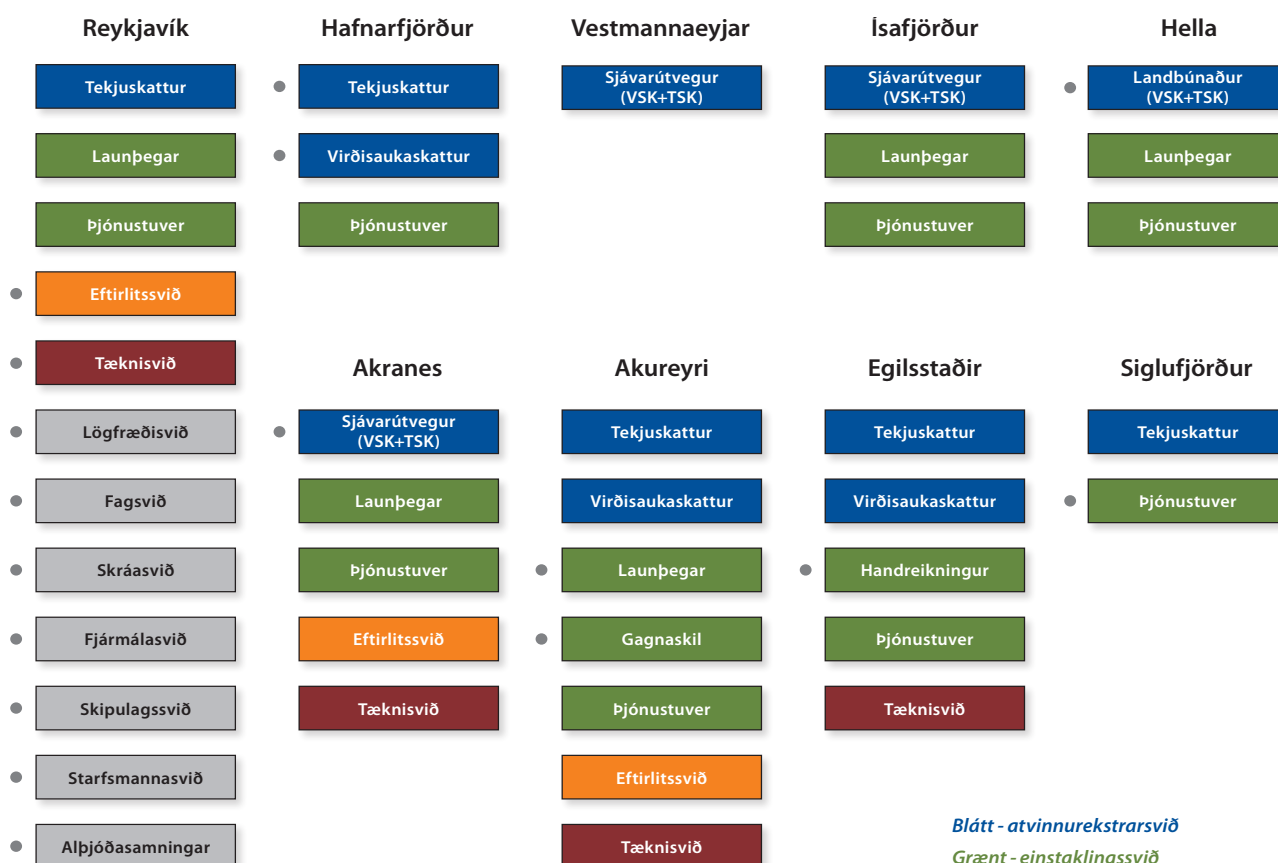 Reykjavík
Tekjuskattur
Launþegar
Þjónustuver
Eftirlitssvið
Tæknisvið
Lögfræðisvið
Fagsvið
Skráasvið
Fjármálasvið
Skipulagssvið
Starfsmannasvið
Alþjóðasamningar
Hafnarfjörður
Tekjuskattur
Virðisaukaskattur
Þjónustuver
Vestmannaeyjar
Sjávarútvegur
(VSK+TSK)
Ísafjörður
Sjávarútvegur
(VSK+TSK)
Launþegar
Þjónustuver
Hella
Landbúnaður
(VSK+TSK)
Launþegar
Þjónustuver
Akranes
Sjávarútvegur
(VSK+TSK)
Launþegar
Þjónustuver
Eftirlitssvið
Tæknisvið
Akureyri
Tekjuskattur
Virðisaukaskattur
Launþegar
Gagnaskil
Þjónustuver
Eftirlitssvið
Tæknisvið
Egilsstaðir
Tekjuskattur
Virðisaukaskattur
Handreikningur
Þjónustuver
Tæknisvið
Siglufjörður
Tekjuskattur
Þjónustuver
Blátt - atvinnurekstrarsvið
Grænt - einstaklingssvið